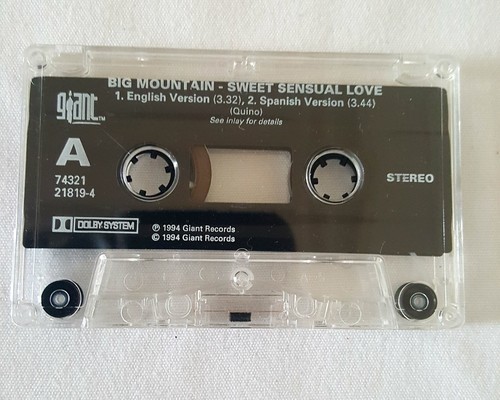 BIG MOUNTAIN - SWEET SENSUAL LOVE
1. English Version (3.32), 2. Spanish Version (3.44)
(Quino)
See inlay for details
giant™
A
74321
21819-4
STEREO
DOLBY SYSTEM
℗ 1994 Giant Records
© 1994 Giant Records